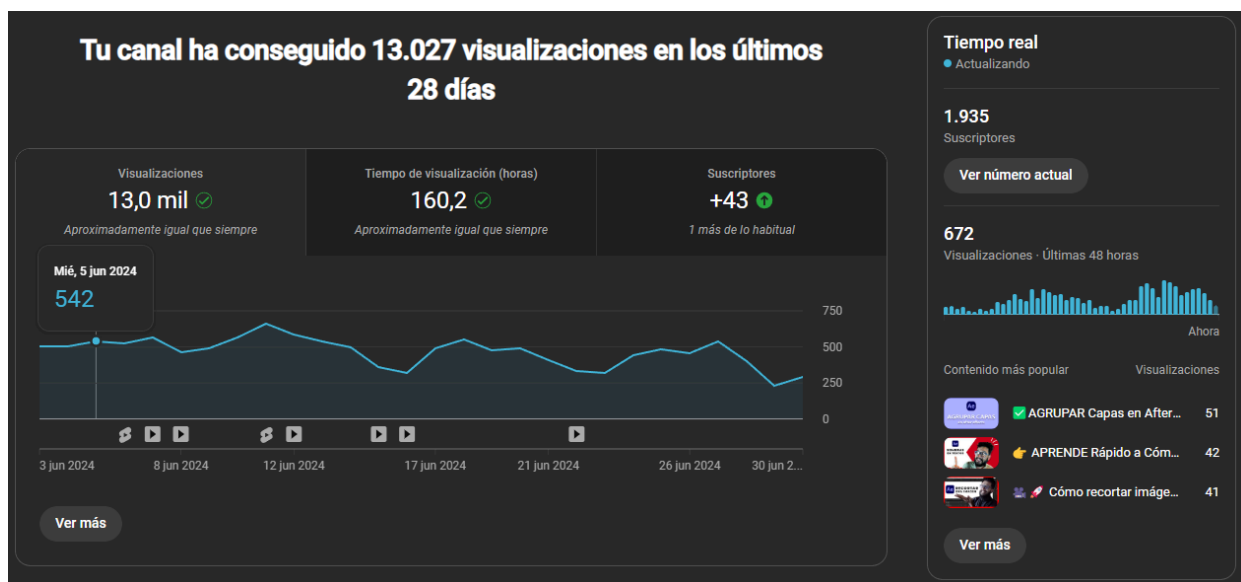 Tu canal ha conseguido 13.027 visualizaciones en los últimos
28 días
Visualizaciones
13,0 mil
Aproximadamente igual que siempre
Tiempo de visualización (horas)
160,2
Aproximadamente igual que siempre
Suscriptores
+43
1 más de lo habitual
Mié, 5 jun 2024
542
750
500
250
0
3 jun 2024
8 jun 2024
12 jun 2024
17 jun 2024
21 jun 2024
26 jun 2024
30 jun 2...
Ver más
Tiempo real
Actualizando
1.935
Suscriptores
Ver número actual
672
Visualizaciones · Últimas 48 horas
Ahora
Contenido más popular Visualizaciones
✅AGRUPAR Capas en After... 51
👉 APRENDE Rápido a Cóm... 42
🎥 🚀 Cómo recortar imáge... 41
Ver más